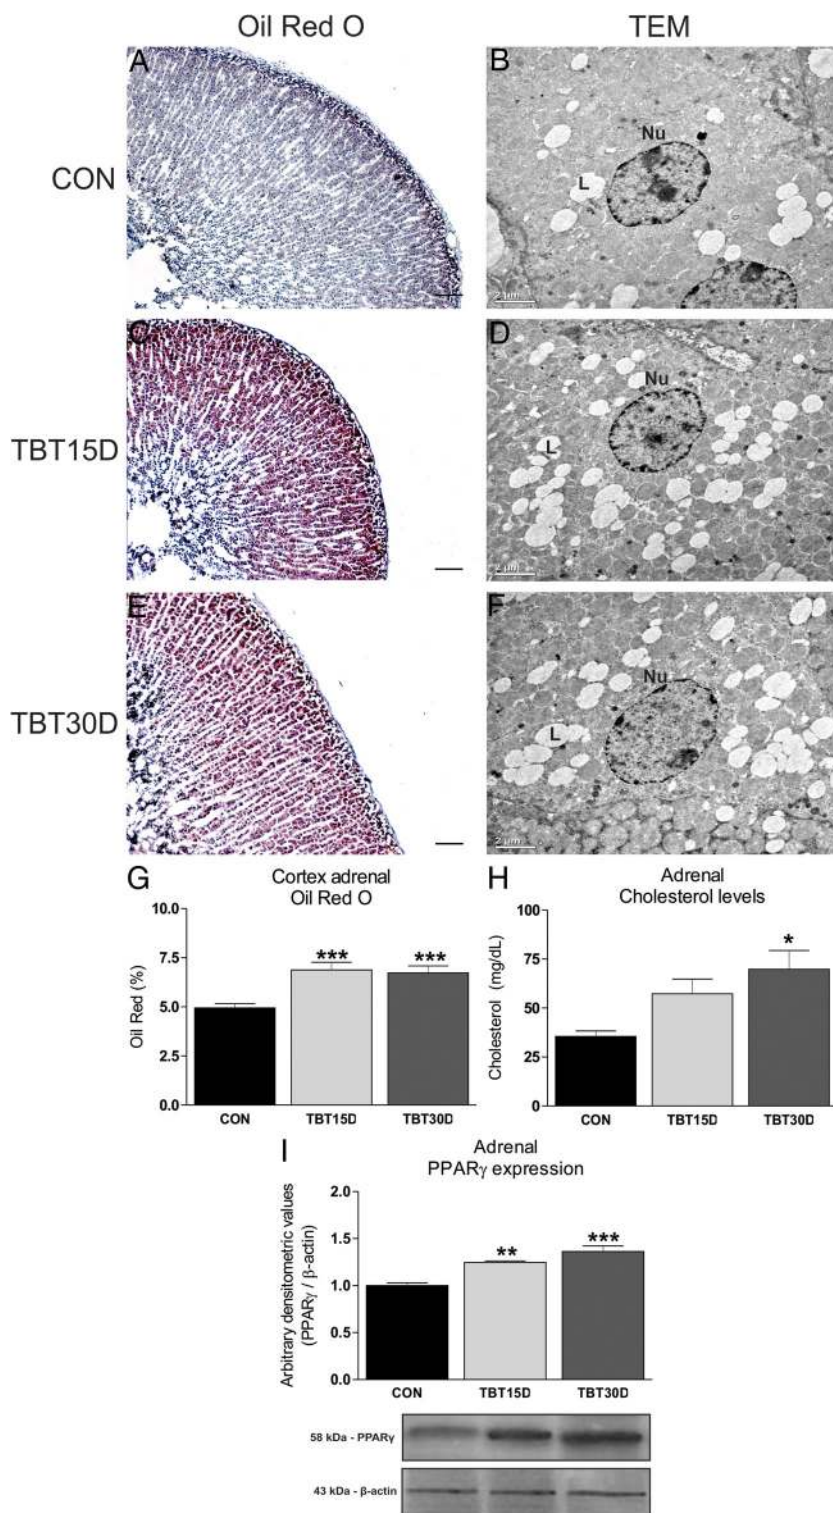 Oil Red O TEM
A B
CON
Nu
L
2 µm
C D
TBT15D
Nu
L
2 µm
E F
TBT30D
Nu
L
2 µm
G Cortex adrenal
Oil Red O
Oil Red (%)
10.0
7.5
5.0
2.5
0.0
*** ***
CON TBT15D TBT30D
H Adrenal
Cholesterol levels
Cholesterol (mg/dL)
100
75
50
25
0
*
CON TBT15D TBT30D
I Adrenal
PPARγ expression
Arbitrary densitometric values
(PPARγ / β-actin)
2.0
1.5
1.0
0.5
0.0
** ***
CON TBT15D TBT30D
58 kDa - PPARγ
43 kDa - β-actin